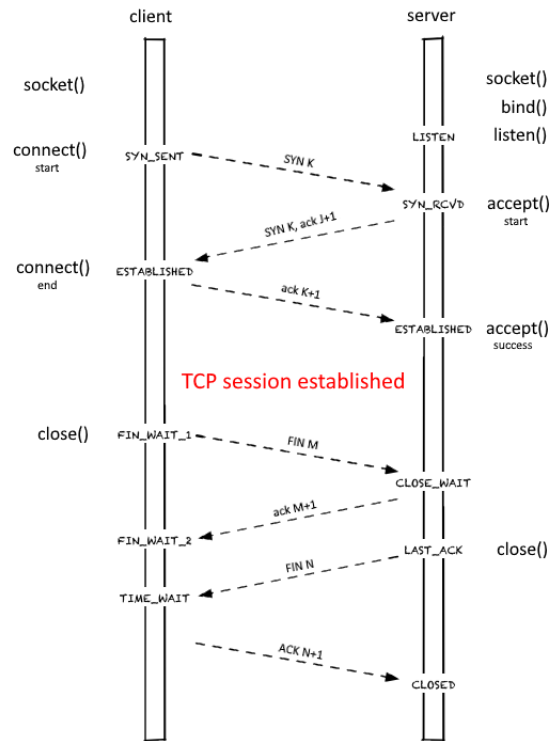 client
server
socket()
socket()
bind()
LISTEN
listen()
connect()
start
SYN_SENT
SYN K
SYN_RCVD
accept()
start
SYN K, ack J+1
connect()
end
ESTABLISHED
ack K+1
ESTABLISHED
accept()
success
TCP session established
close()
FIN_WAIT_1
FIN M
CLOSE_WAIT
ack M+1
FIN_WAIT_2
LAST_ACK
close()
FIN N
TIME_WAIT
ACK N+1
CLOSED